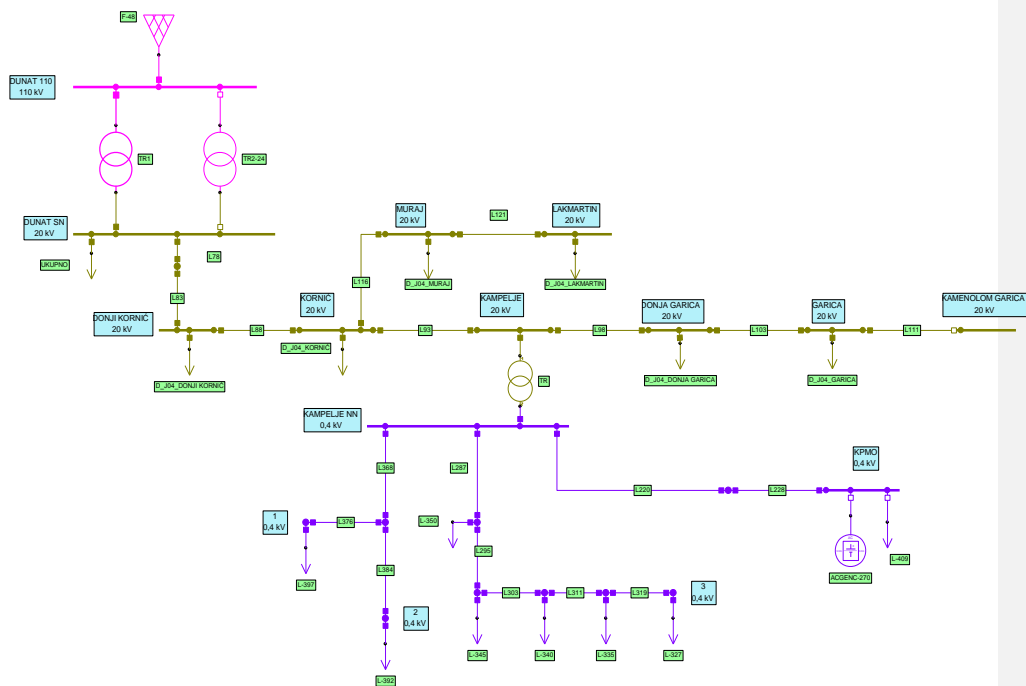 F-48
DUNAT 110
110 kV
TR1
TR2-24
DUNAT SN
20 kV
UKUPNO
L78
L83
MURAJ
20 kV
L121
LAKMARTIN
20 kV
L116
D_J04_MURAJ
D_J04_LAKMARTIN
DONJI KORNIĆ
20 kV
L88
KORNIĆ
20 kV
L93
KAMPELJE
20 kV
L98
DONJA GARICA
20 kV
L103
GARICA
20 kV
L111
KAMENOLOM GARICA
20 kV
D_J04_DONJI KORNIĆ
D_J04_KORNIĆ
TR
D_J04_DONJA GARICA
D_J04_GARICA
KAMPELJE NN
0,4 kV
L368
L287
KPMO
0,4 kV
L220
L228
1
0,4 kV
L376
L-350
L295
L384
L-397
ACGENC-270
L-409
2
0,4 kV
L303
L311
L319
3
0,4 kV
L-392
L-345
L-340
L-335
L-327